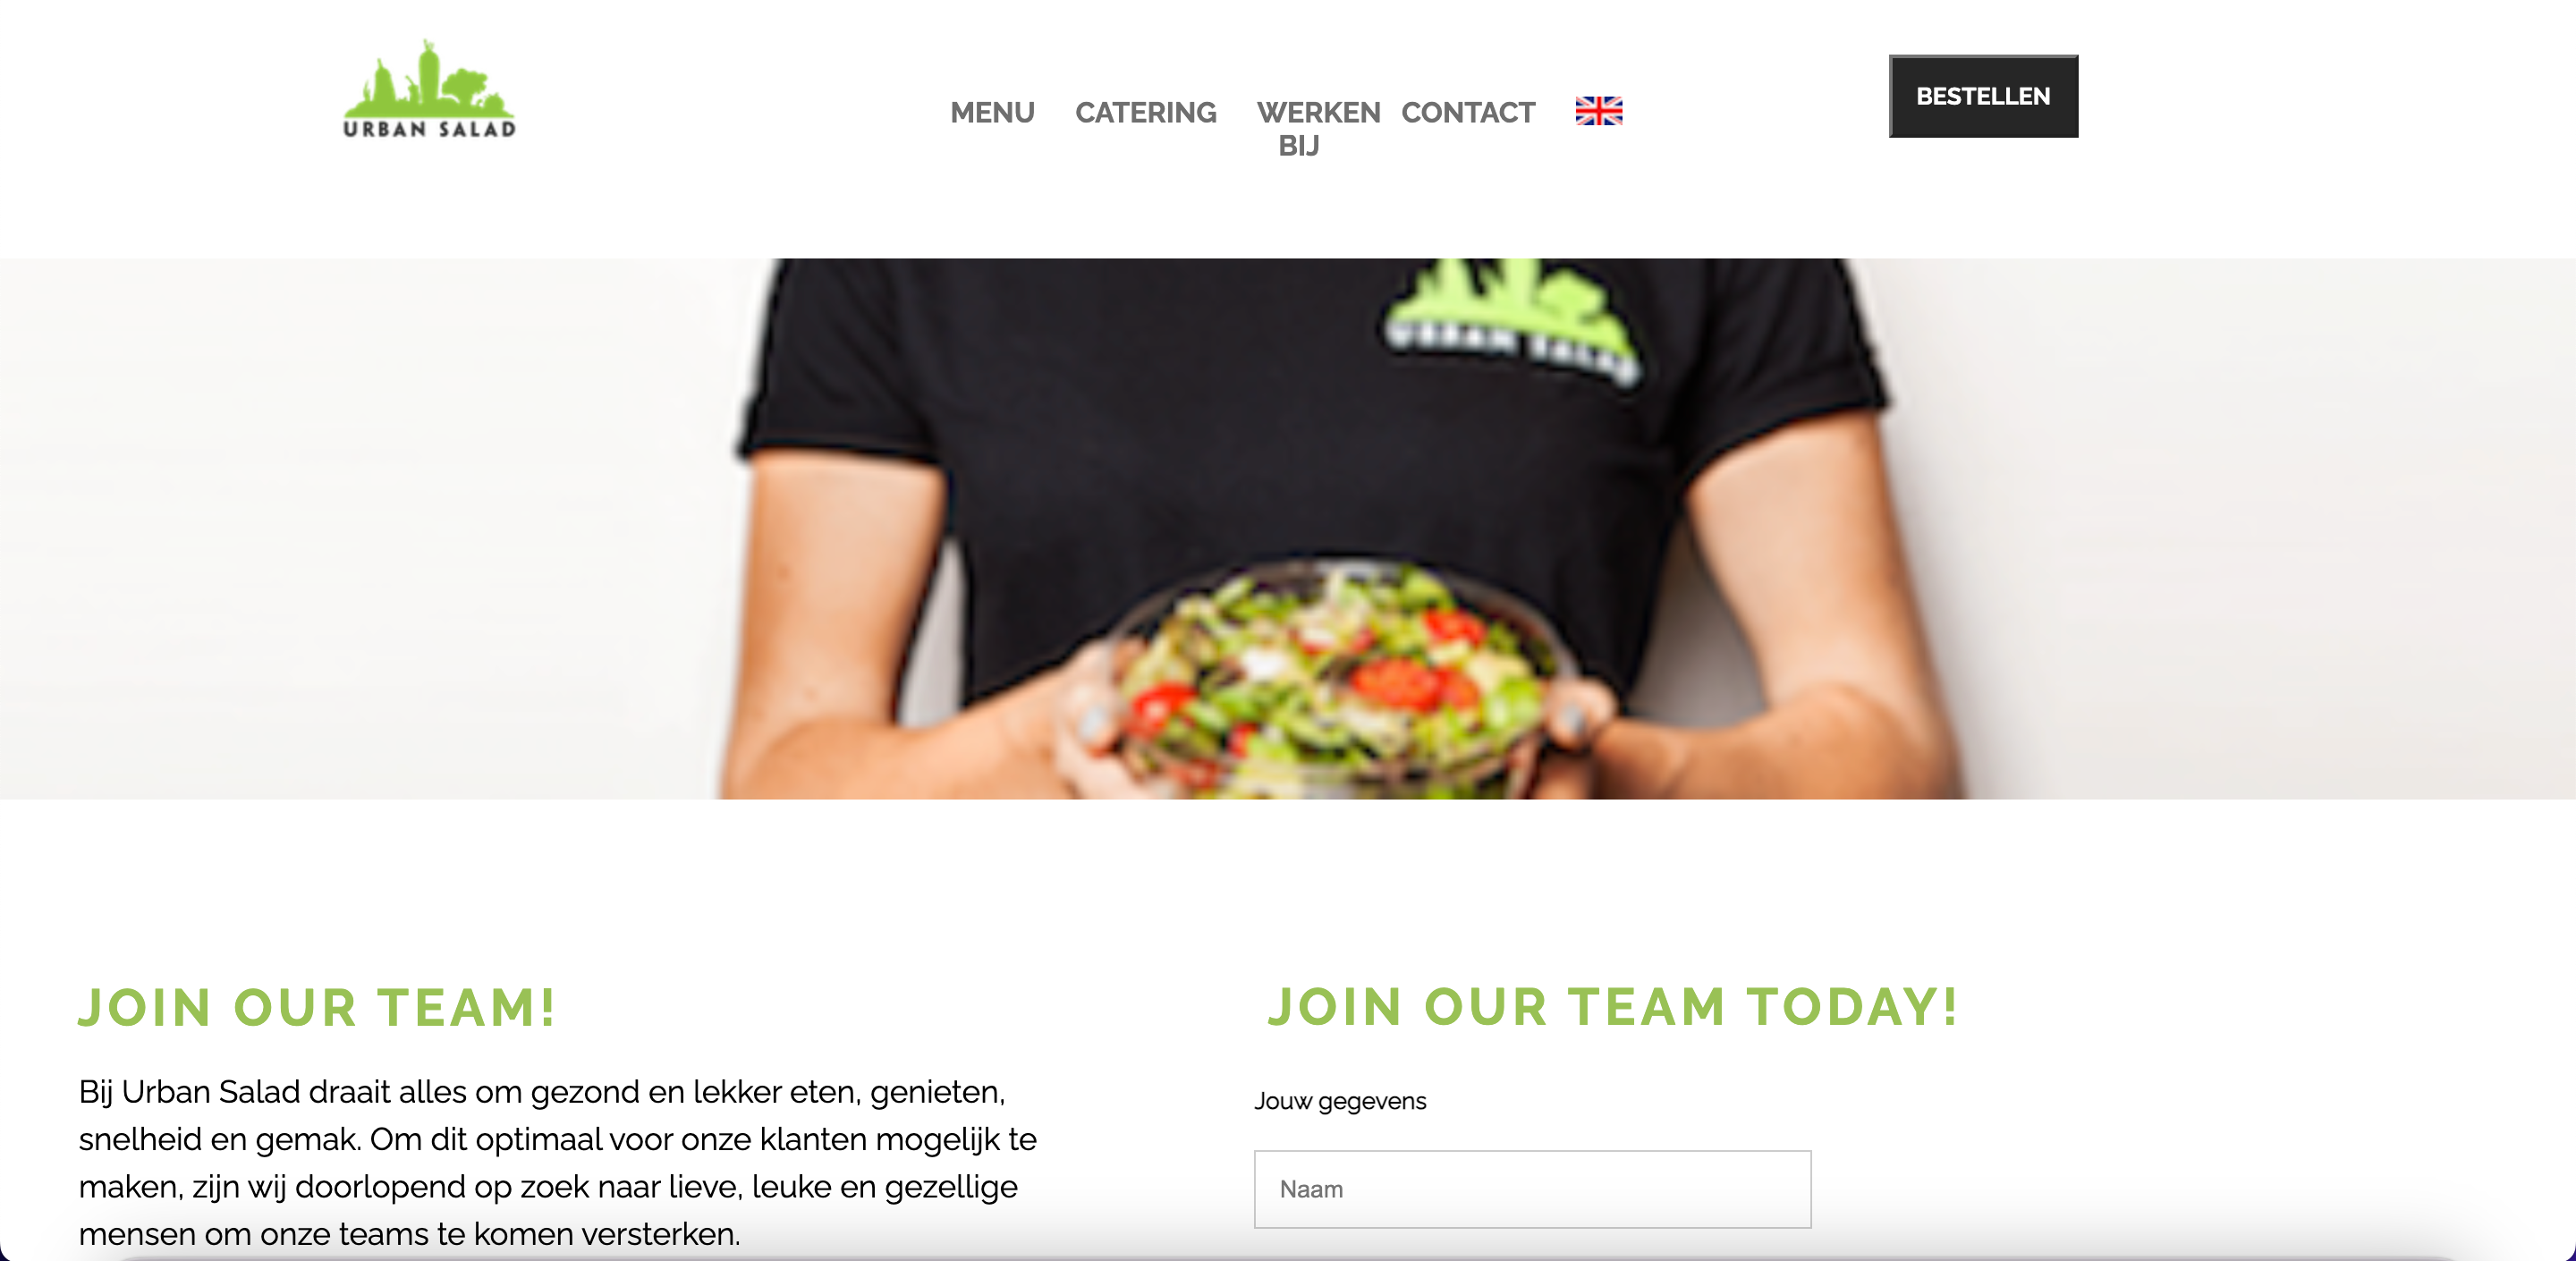 URBAN SALAD
MENU CATERING WERKEN BIJ CONTACT
BESTELLEN
URBAN SALAD
JOIN OUR TEAM!
Bij Urban Salad draait alles om gezond en lekker eten, genieten,
snelheid en gemak. Om dit optimaal voor onze klanten mogelijk te
maken, zijn wij doorlopend op zoek naar lieve, leuke en gezellige
mensen om onze teams te komen versterken.
JOIN OUR TEAM TODAY!
Jouw gegevens
Naam